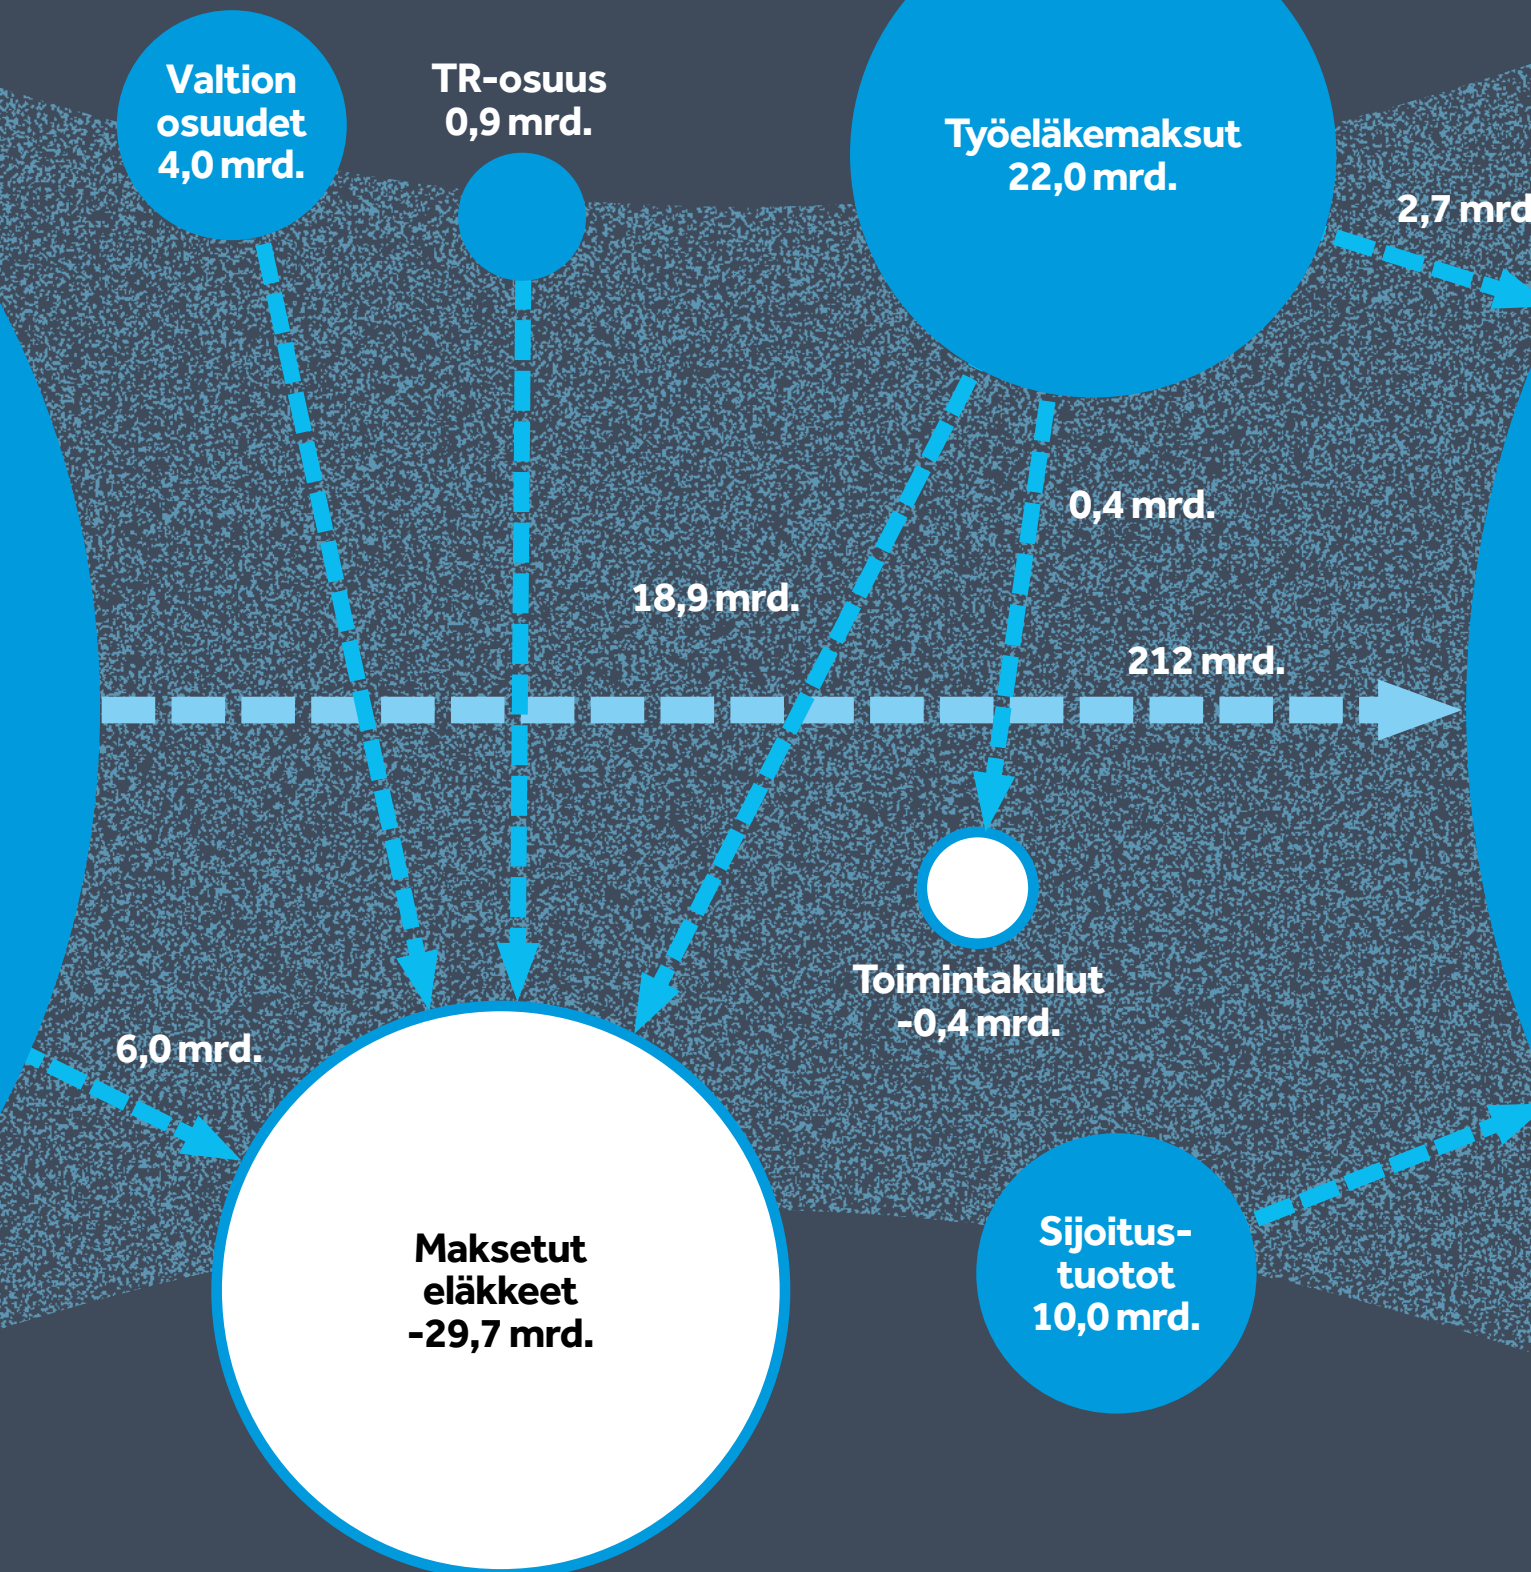 Valtion
osuudet
4,0 mrd.
TR-osuus
0,9 mrd.
Työeläkemaksut
22,0 mrd.
2,7 mrd
0,4 mrd.
18,9 mrd.
212 mrd.
Toimintakulut
-0,4 mrd.
6,0 mrd.
Maksetut
eläkkeet
-29,7 mrd.
Sijoitus-
tuotot
10,0 mrd.